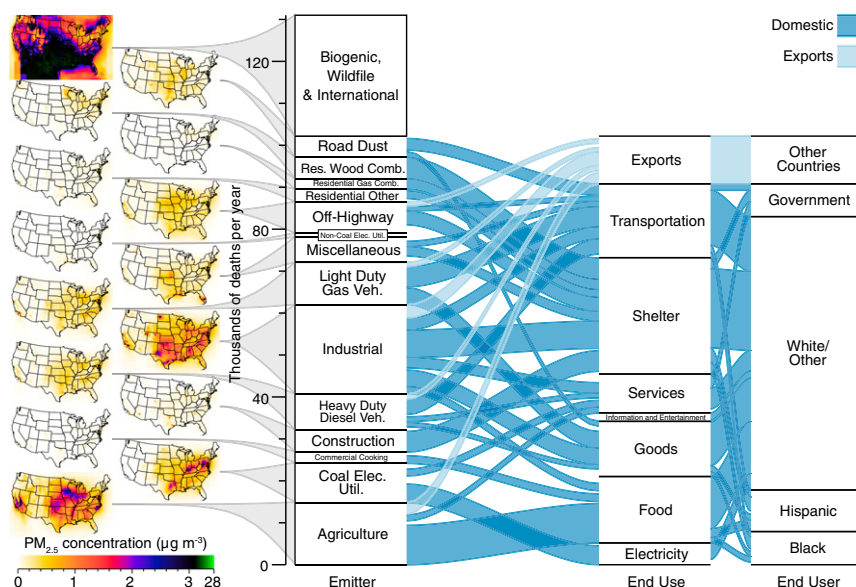 Domestic
Exports
120
80
40
0
Thousands of deaths per year
Biogenic,
Wildfile
& International
Road Dust
Res. Wood Comb.
Residential Gas Comb.
Residential Other
Off-Highway
Non-Coal Elec. Util.
Miscellaneous
Light Duty
Gas Veh.
Industrial
Heavy Duty
Diesel Veh.
Construction
Commercial Cooking
Coal Elec.
Util.
Agriculture
Emitter
Exports
Transportation
Shelter
Services
Information and Entertainment
Goods
Food
Electricity
End Use
Other
Countries
Government
White/
Other
Hispanic
Black
End User
PM2.5 concentration (µg m-3)
0 1 2 3 28